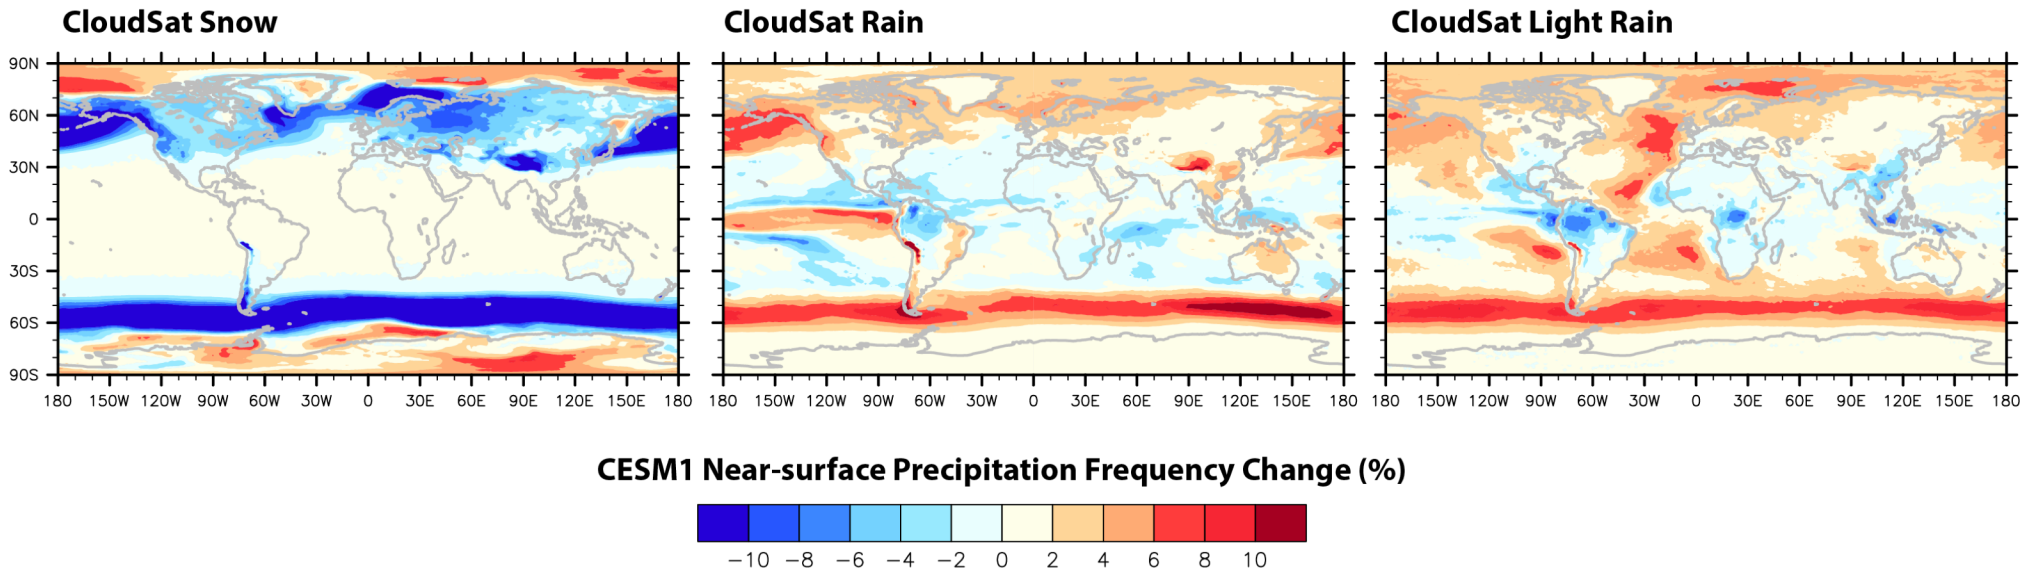 CloudSat Snow
CloudSat Rain
CloudSat Light Rain
90N
60N
30N
0
30S
60S
90S
180 150W 120W 90W 60W 30W 0 30E 60E 90E 120E 150E 180
180 150W 120W 90W 60W 30W 0 30E 60E 90E 120E 150E 180
180 150W 120W 90W 60W 30W 0 30E 60E 90E 120E 150E 180
CESM1 Near-surface Precipitation Frequency Change (%)
−10 −8 −6 −4 −2 0 2 4 6 8 10